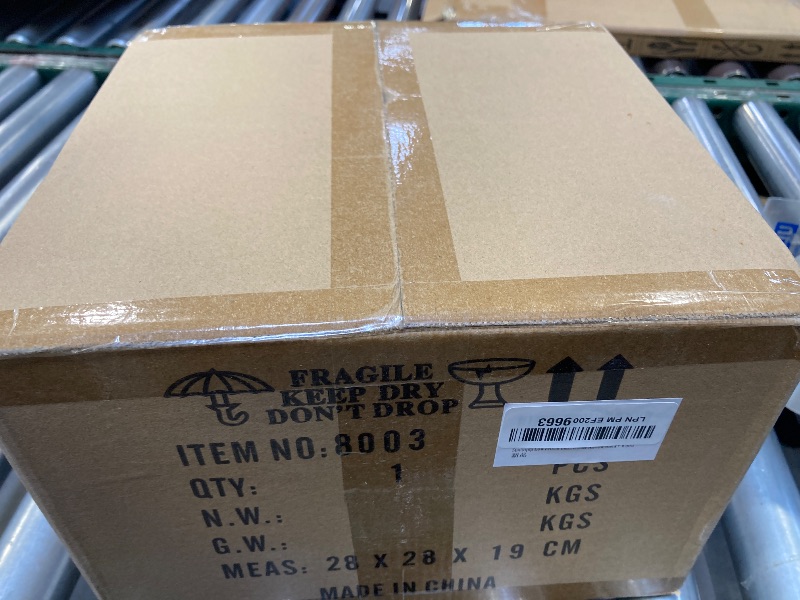 FRAGILE
KEEP DRY
DON'T DROP
LPN PM EF2009663
ITEM NO:8003
QTY: 1 PCS
N.W.: KGS
G.W.: KGS
MEAS: 28 X 28 X 19 CM
MADE IN CHINA